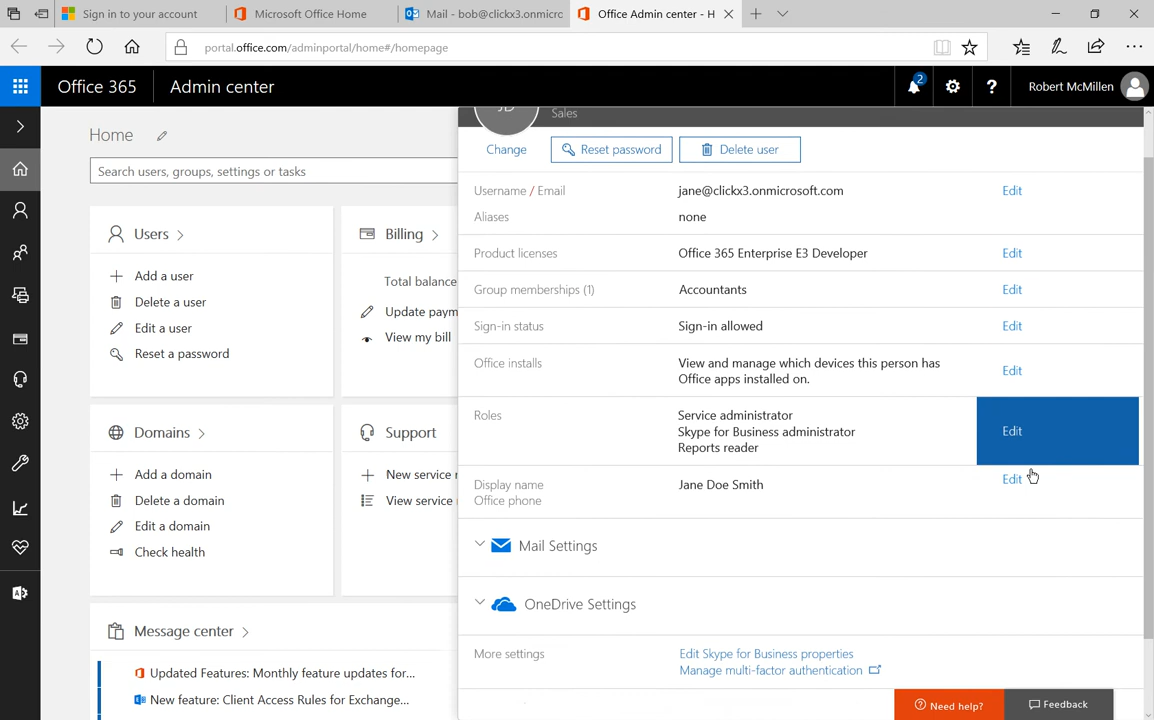 Sign in to your account
Microsoft Office Home
Mail - bob@clickx3.onmicrc
Office Admin center - H
portal.office.com/adminportal/home#/homepage
Office 365
Admin center
2
Robert McMillen
Home
Search users, groups, settings or tasks
Users
Add a user
Delete a user
Edit a user
Reset a password
Billing
Total balance
Update paym
View my bill
Domains
Add a domain
Delete a domain
Edit a domain
Check health
Support
New service r
View service
Message center
Updated Features: Monthly feature updates for...
New feature: Client Access Rules for Exchange...
JD
Sales
Change
Reset password
Delete user
Username / Email jane@clickx3.onmicrosoft.com Edit
Aliases none
Product licenses Office 365 Enterprise E3 Developer Edit
Group memberships (1) Accountants Edit
Sign-in status Sign-in allowed Edit
Office installs View and manage which devices this person has
Office apps installed on. Edit
Roles Service administrator
Skype for Business administrator Edit
Reports reader
Display name Jane Doe Smith Edit
Office phone
Mail Settings
OneDrive Settings
More settings Edit Skype for Business properties
Manage multi-factor authentication
Need help?
Feedback